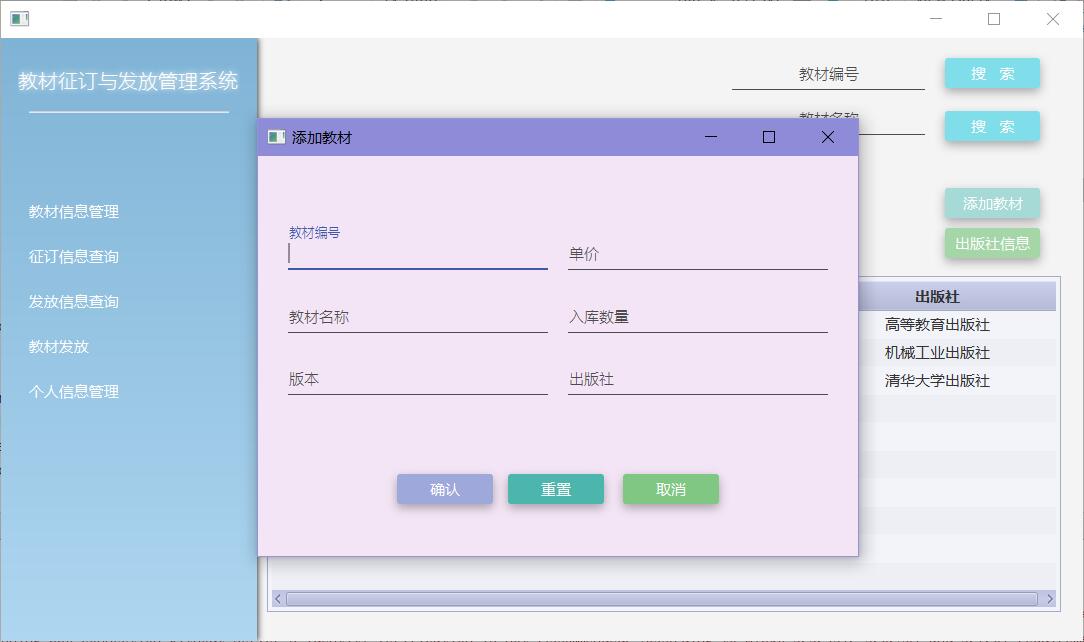 教材征订与发放管理系统
教材信息管理
征订信息查询
发放信息查询
教材发放
个人信息管理
教材编号
搜 索
教材名称
搜 索
添加教材
出版社信息
出版社
高等教育出版社
机械工业出版社
清华大学出版社
添加教材
教材编号
单价
教材名称
入库数量
版本
出版社
确认
重置
取消